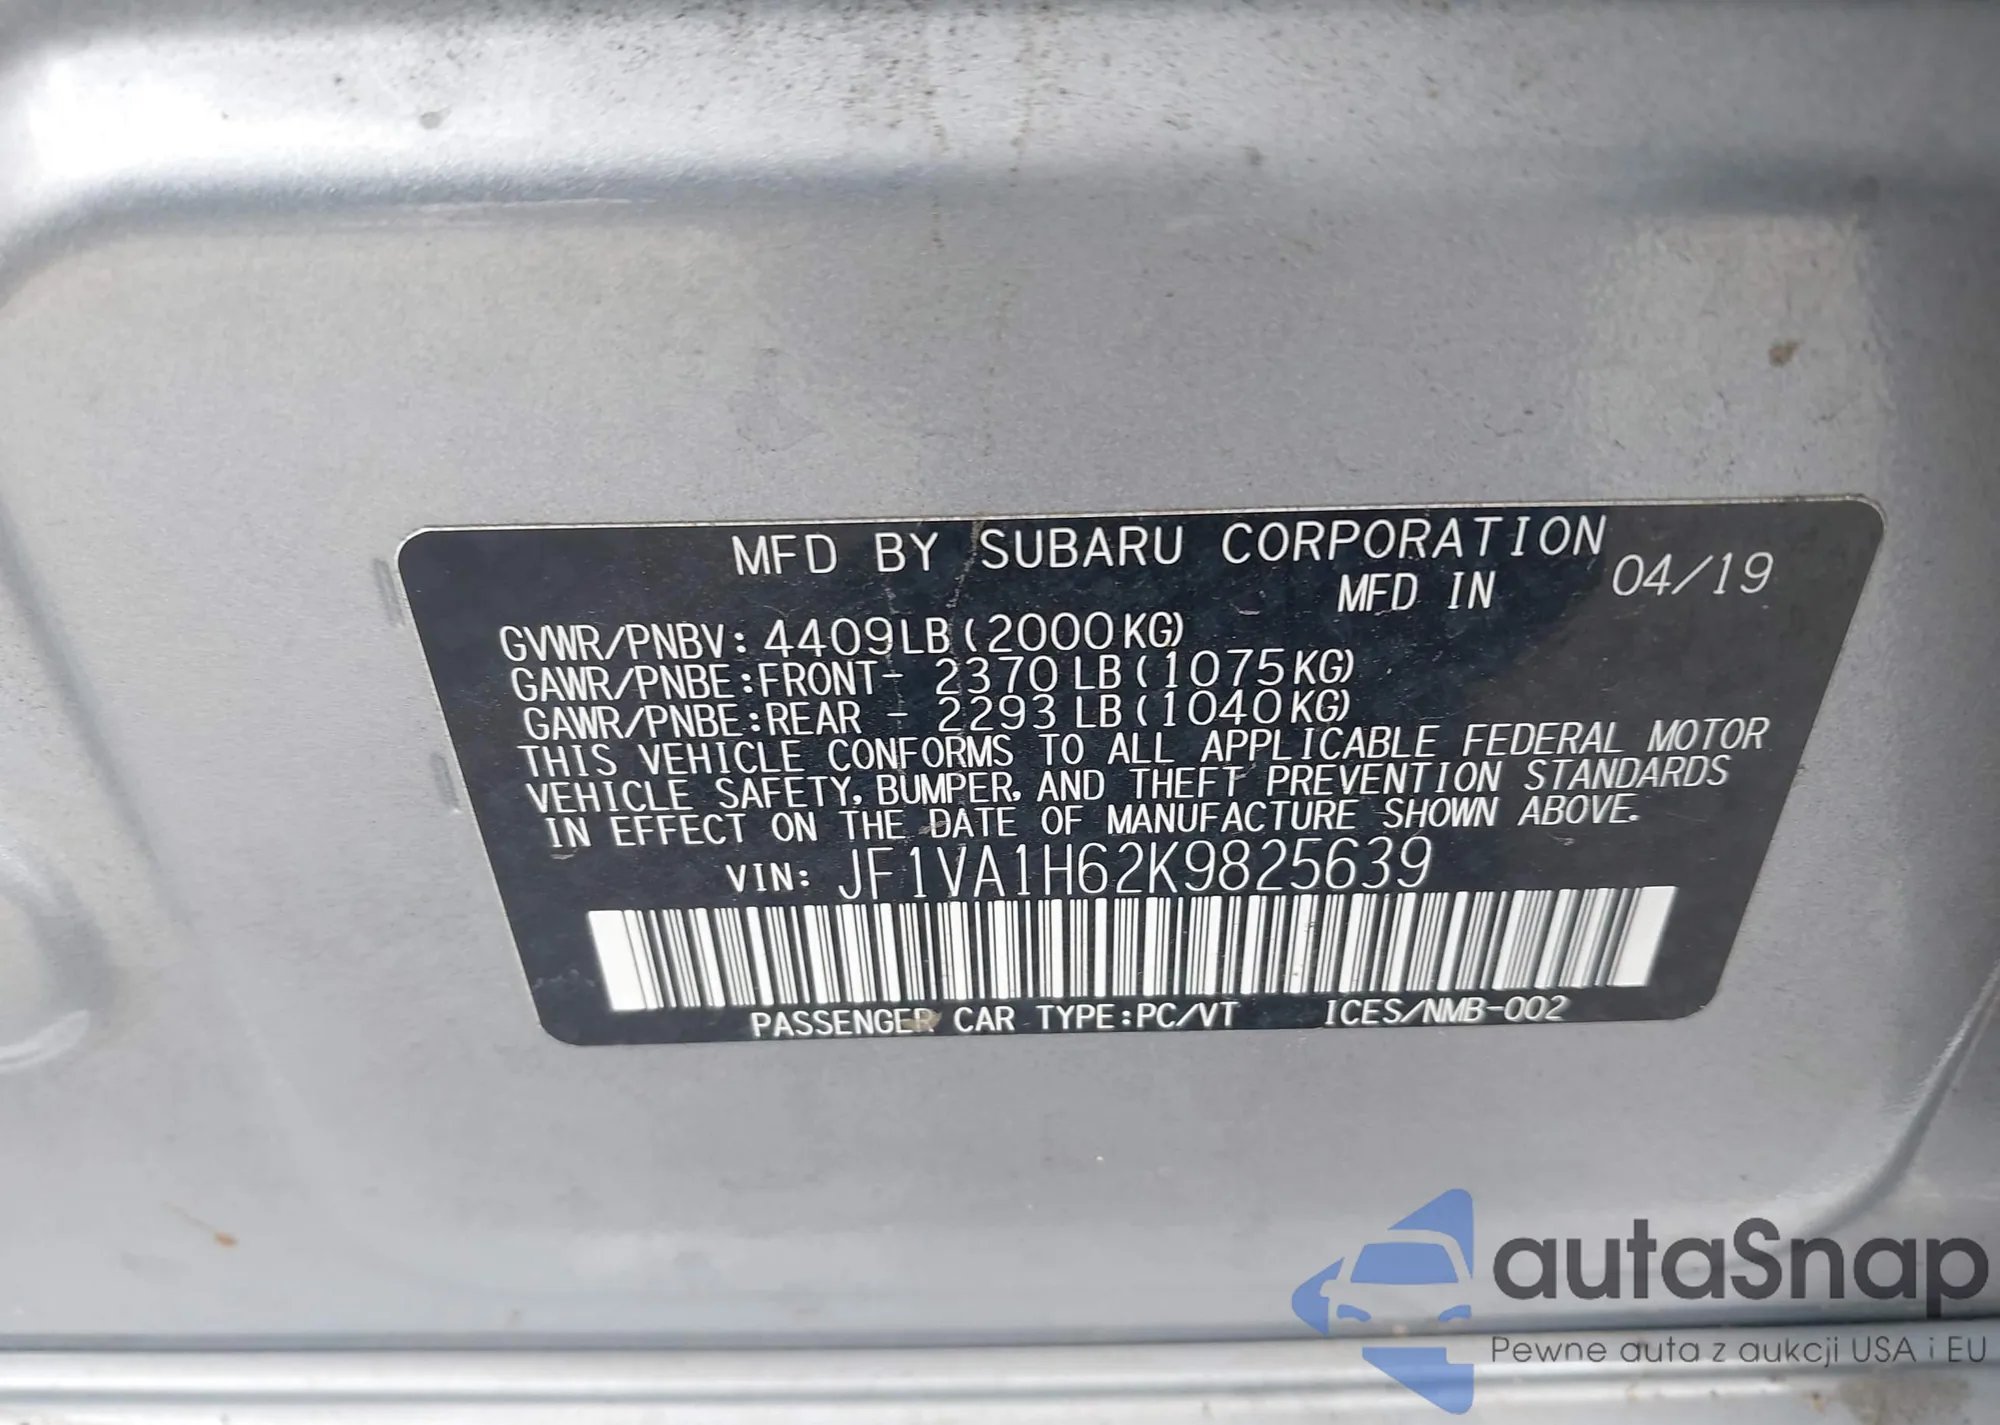 MFD BY SUBARU CORPORATION
MFD IN 04/19
GVWR/PNBV: 4409LB(2000KG)
GAWR/PNBE:FRONT- 2370LB(1075KG)
GAWR/PNBE:REAR - 2293LB(1040KG)
THIS VEHICLE CONFORMS TO ALL APPLICABLE FEDERAL MOTOR
VEHICLE SAFETY, BUMPER, AND THEFT PREVENTION STANDARDS
IN EFFECT ON THE DATE OF MANUFACTURE SHOWN ABOVE.
VIN: JF1VA1H62K9825639
PASSENGER CAR TYPE:PC/VT ICES/NMB-002
autaSnap
Pewne auta z aukcji USA i EU